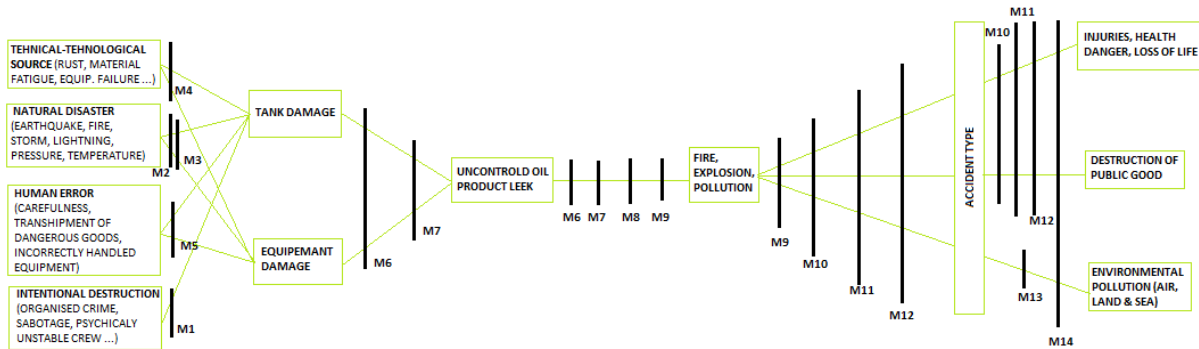 TEHNICAL-TEHNOLOGICAL
SOURCE (RUST, MATERIAL
FATIGUE, EQUIP. FAILURE ...)
M4
NATURAL DISASTER
(EARTHQUAKE, FIRE,
STORM, LIGHTNING,
PRESSURE, TEMPERATURE)
M3
M2
HUMAN ERROR
(CAREFULNESS,
TRANSHIPMENT OF
DANGEROUS GOODS,
INCORRECTLY HANDLED
EQUIPMENT)
M5
INTENTIONAL DESTRUCTION
(ORGANISED CRIME,
SABOTAGE, PSYCHICALY
UNSTABLE CREW ...)
M1
TANK DAMAGE
EQUIPEMANT
DAMAGE
M6
M7
UNCONTROLD OIL
PRODUCT LEEK
M6
M7
M8
M9
FIRE,
EXPLOSION,
POLLUTION
M9
M10
M11
M12
ACCIDENT TYPE
M10
M11
M12
M13
M14
INJURIES, HEALTH
DANGER, LOSS OF LIFE
DESTRUCTION OF
PUBLIC GOOD
ENVIRONMENTAL
POLLUTION (AIR,
LAND & SEA)